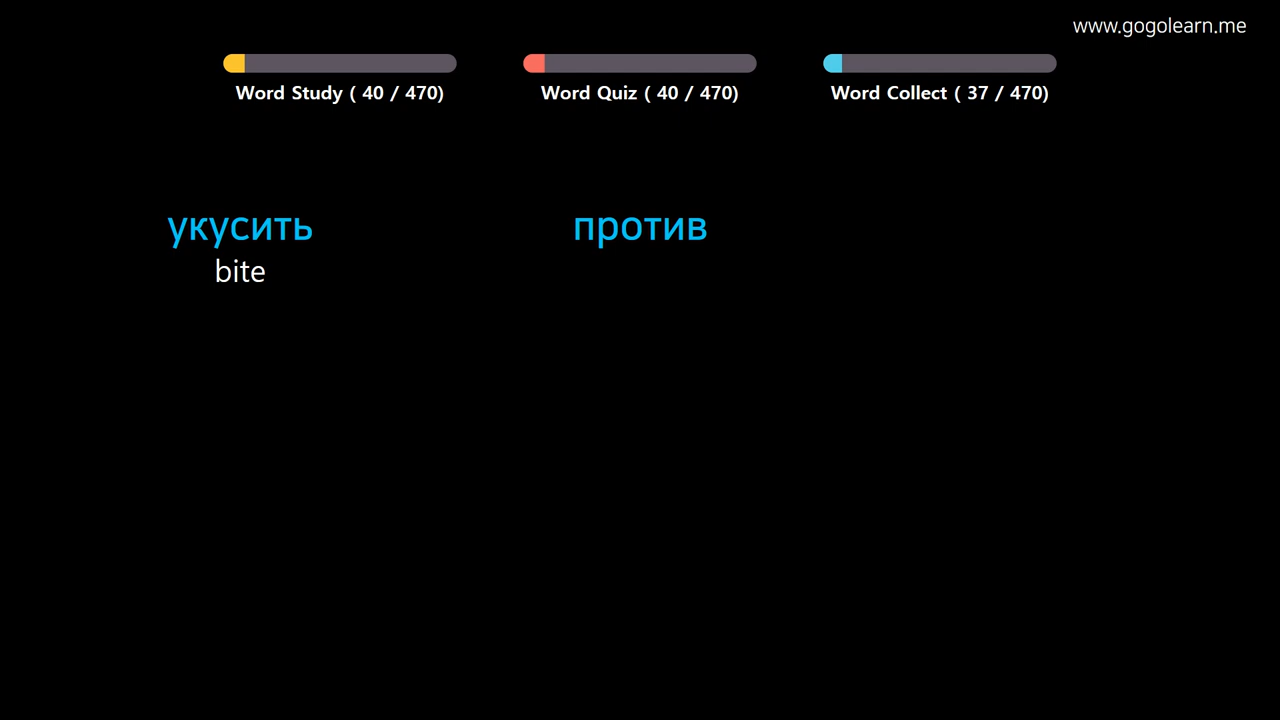 www.gogolearn.me
Word Study ( 40 / 470)
Word Quiz ( 40 / 470)
Word Collect ( 37 / 470)
укусить
bite
против